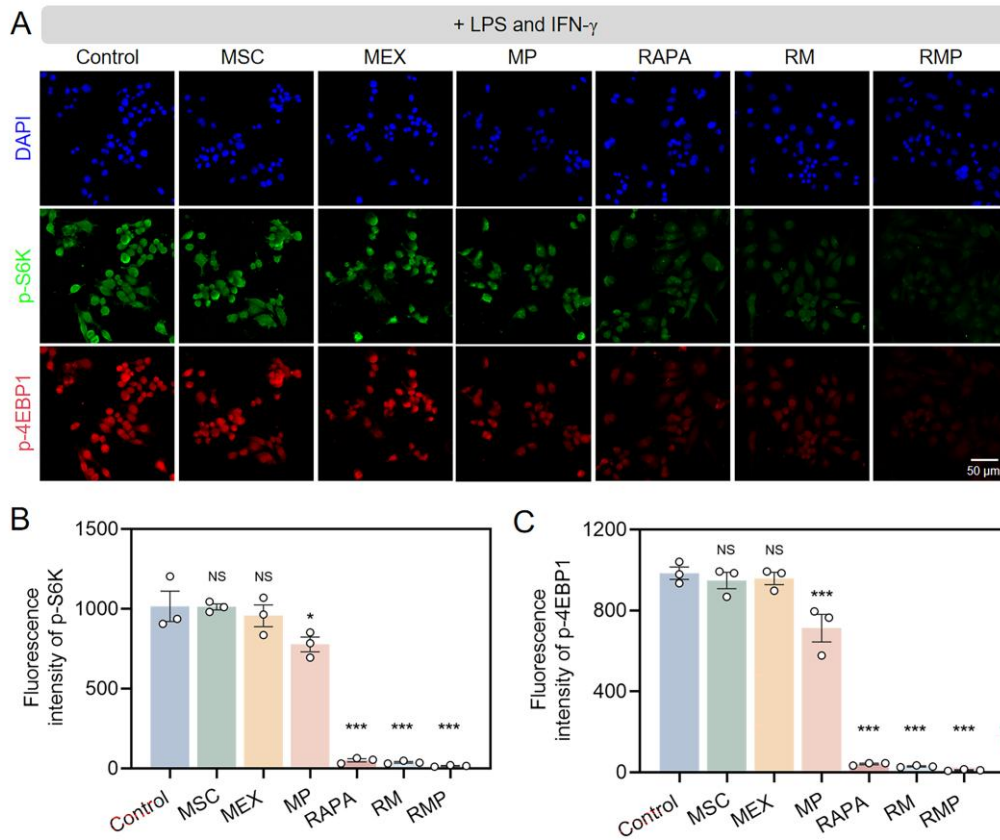 A
+ LPS and IFN-γ
Control MSC MEX MP RAPA RM RMP
DAPI
p-S6K
p-4EBP1
50 μm
B
Fluorescence
intensity of p-S6K
1500
1000
500
0
NS NS * *** *** ***
Control MSC MEX MP RAPA RM RMP
C
Fluorescence
intensity of p-4EBP1
1200
800
400
0
NS NS *** *** *** ***
Control MSC MEX MP RAPA RM RMP